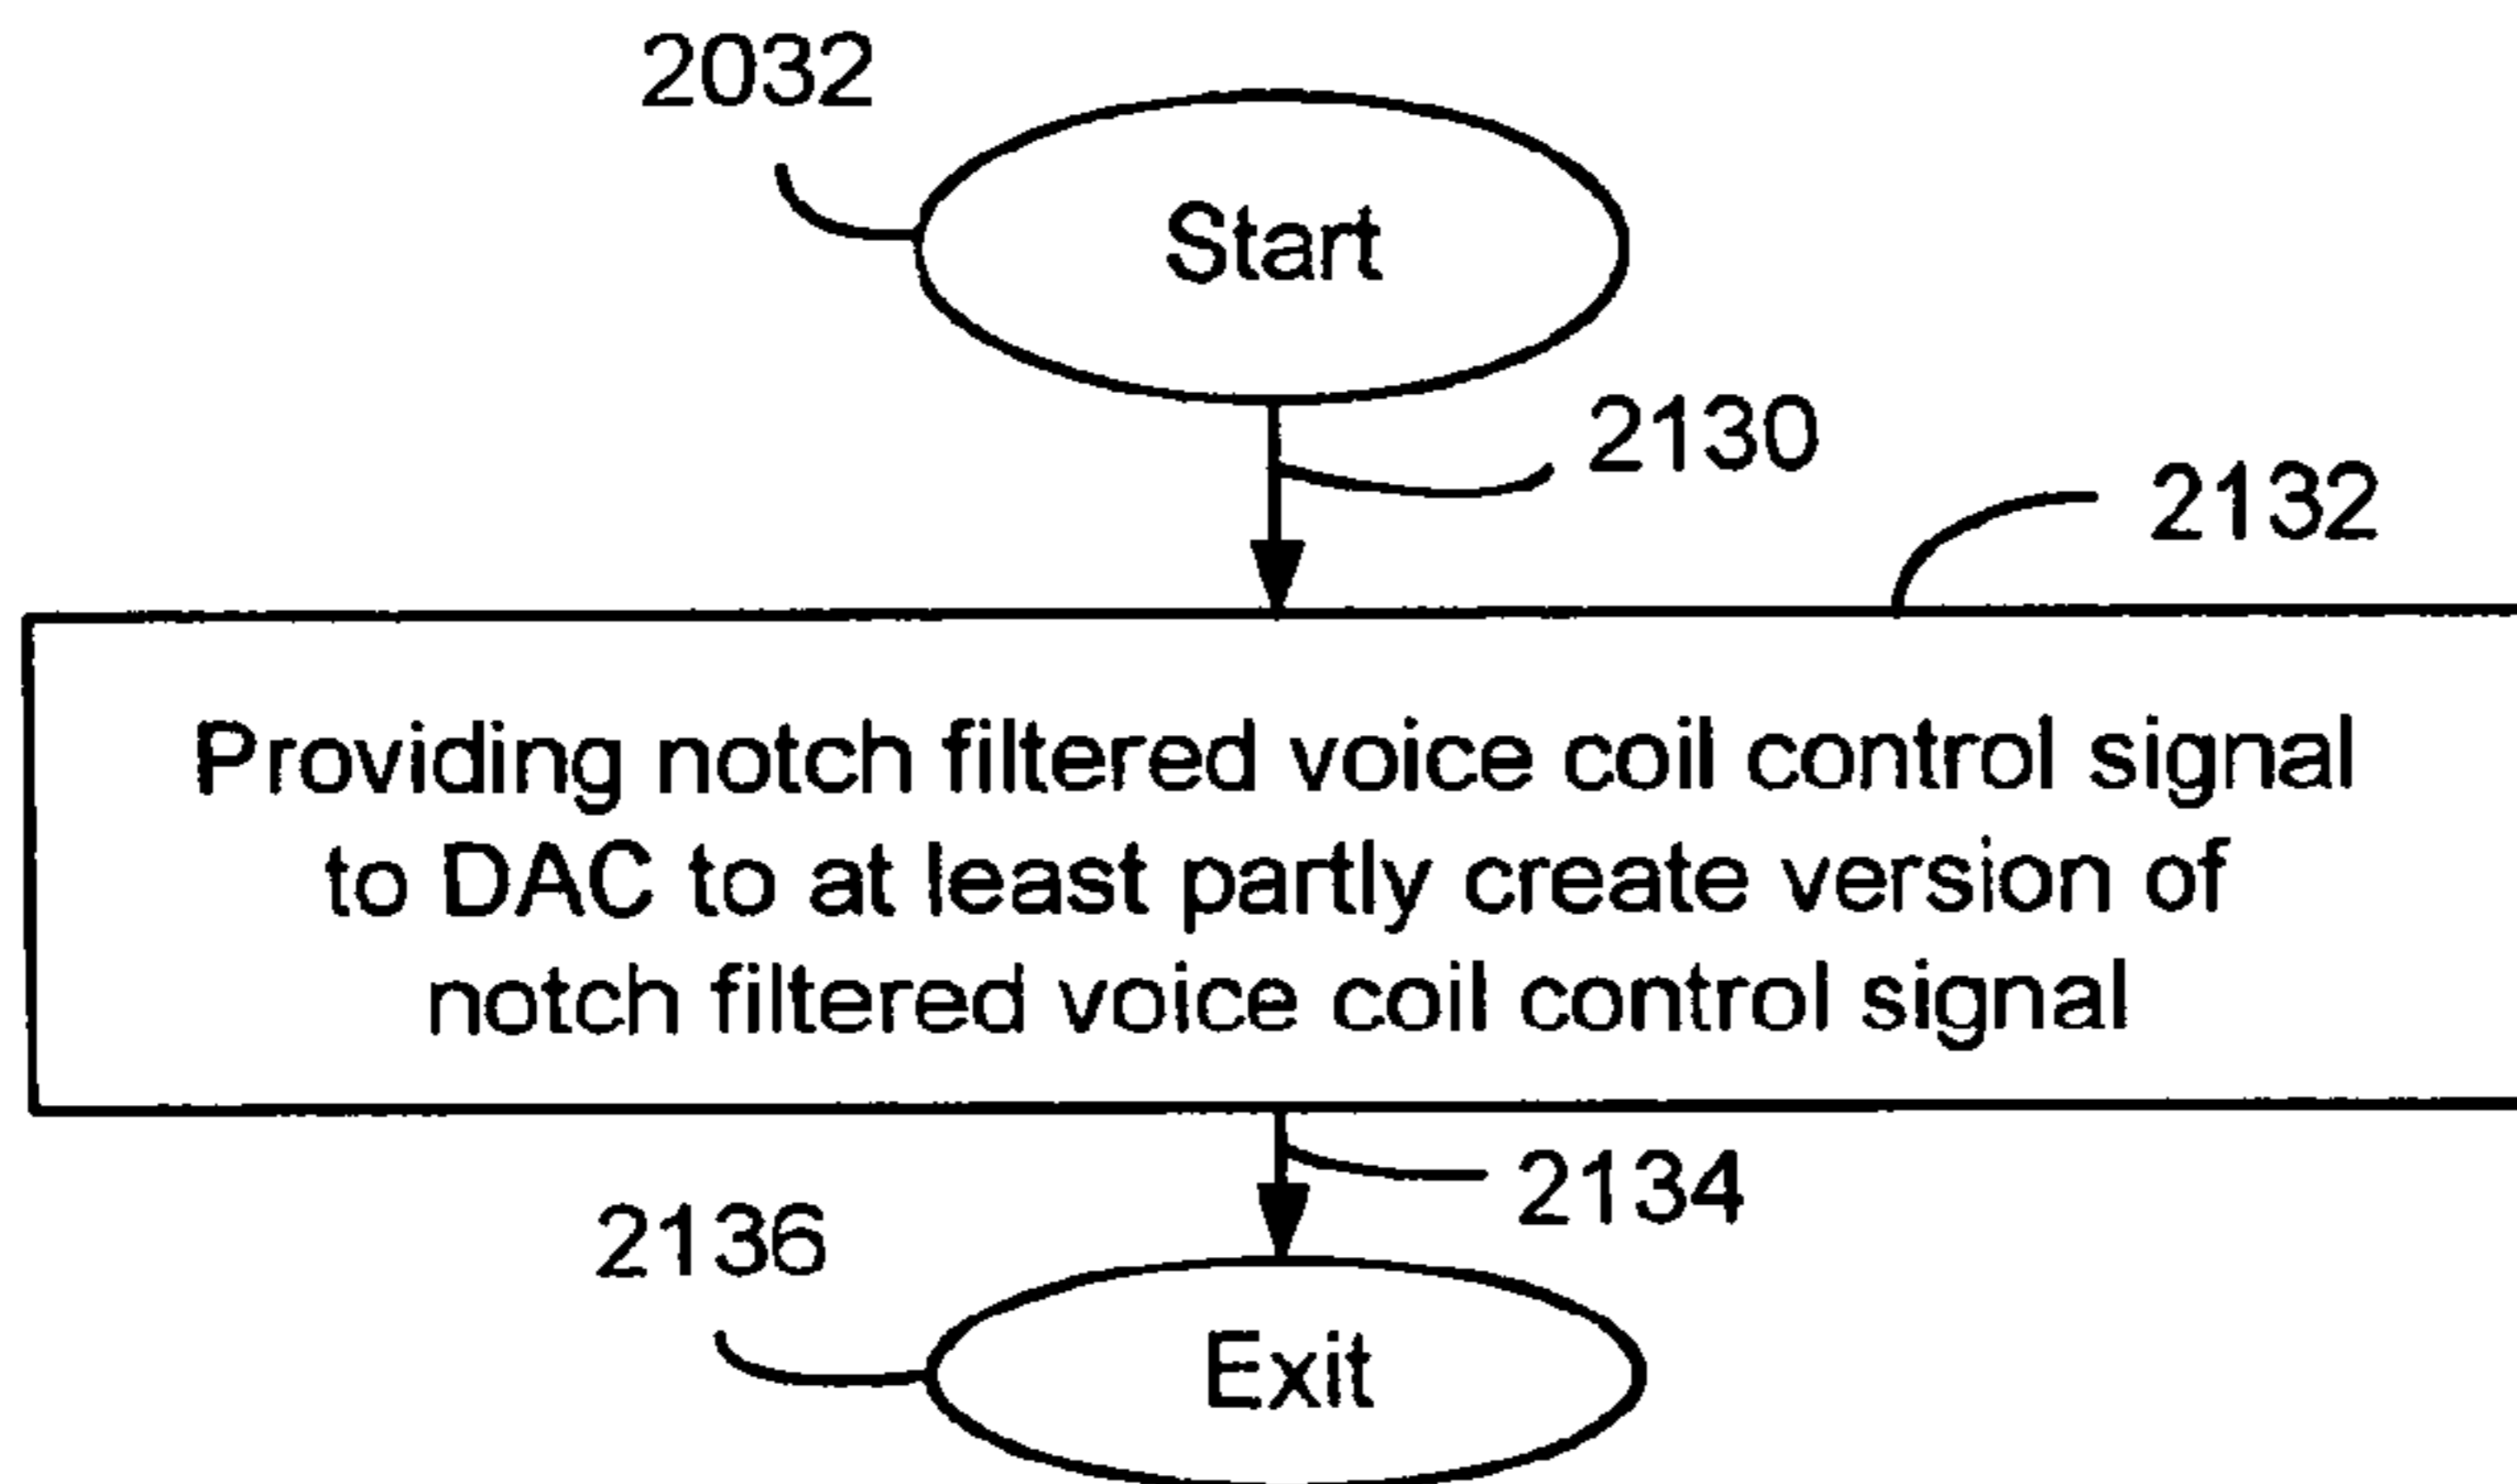 2032
Start
2130
2132
Providing notch filtered voice coil control signal
to DAC to at least partly create version of
notch filtered voice coil control signal
2134
2136
Exit